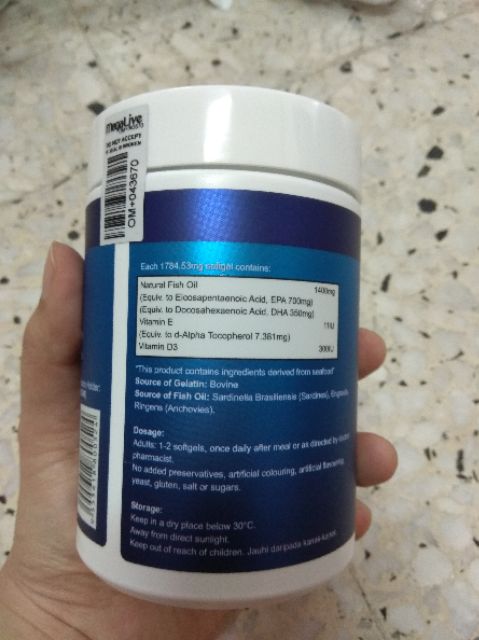 megaLive
DO NOT ACCEPT
IF SEAL IS BROKEN
OM+043670
Each 1784.53mg softgel contains:
Natural Fish Oil 1400mg
(Equiv. to Eicosapentaenoic Acid, EPA 700mg)
(Equiv. to Docosahexaenoic Acid, DHA 350mg)
Vitamin E 11IU
(Equiv. to d-Alpha Tocopherol 7.381mg)
Vitamin D3 300IU
"This product contains ingredients derived from seafood"
Source of Gelatin: Bovine
Source of Fish Oil: Sardinella Brasiliensis (Sardines), Engraulis
Ringens (Anchovies).
Dosage:
Adults: 1-2 softgels, once daily after meal or as directed by
pharmacist.
No added preservatives, artificial colouring, artificial flavouring,
yeast, gluten, salt or sugars.
Storage:
Keep in a dry place below 30°C.
Away from direct sunlight.
Keep out of reach of children. Jauhi daripada kanak-kanak.